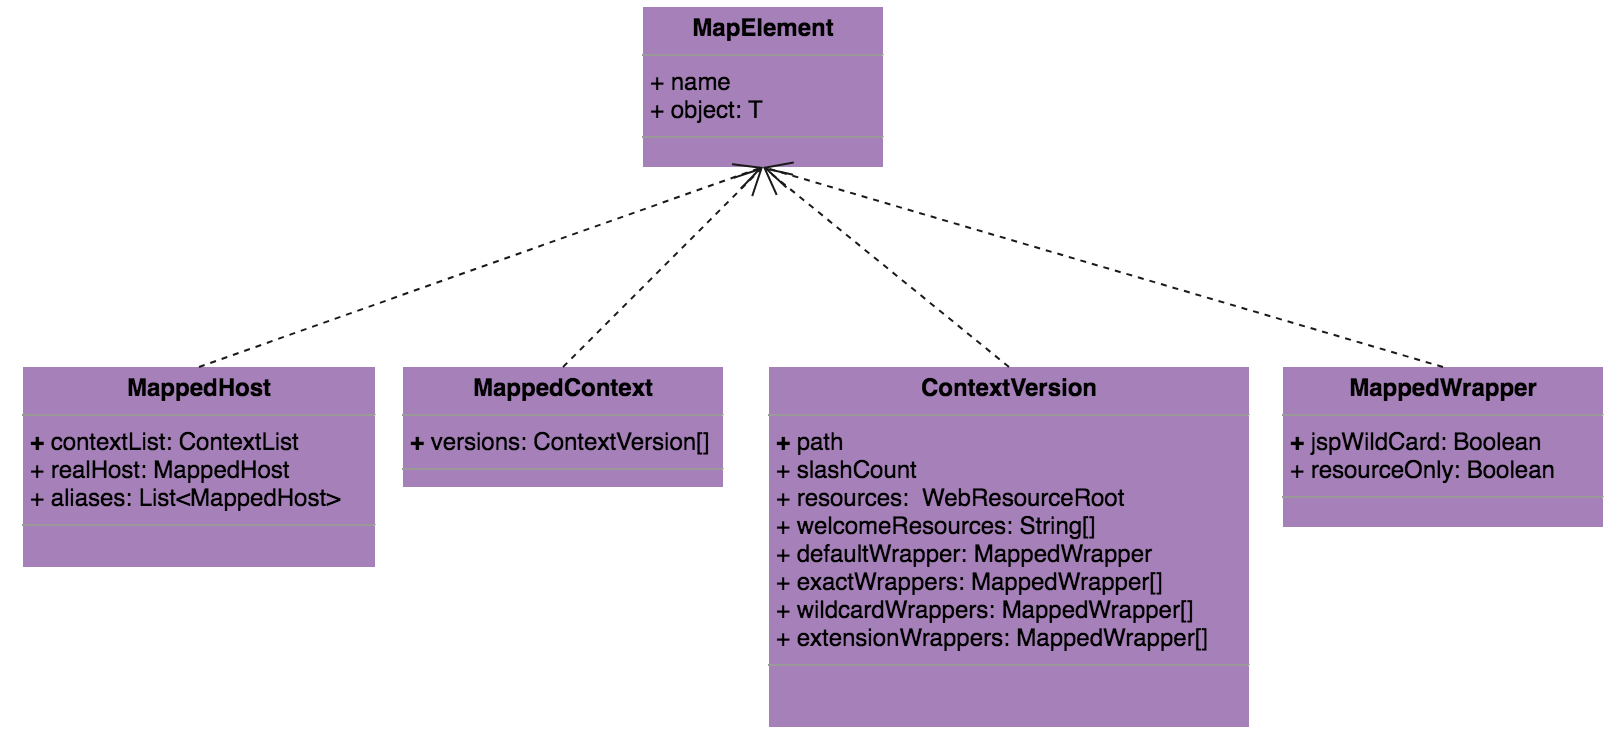 MapElement
+ name
+ object: T
MappedHost
+ contextList: ContextList
+ realHost: MappedHost
+ aliases: List<MappedHost>
MappedContext
+ versions: ContextVersion[]
ContextVersion
+ path
+ slashCount
+ resources:  WebResourceRoot
+ welcomeResources: String[]
+ defaultWrapper: MappedWrapper
+ exactWrappers: MappedWrapper[]
+ wildcardWrappers: MappedWrapper[]
+ extensionWrappers: MappedWrapper[]
MappedWrapper
+ jspWildCard: Boolean
+ resourceOnly: Boolean